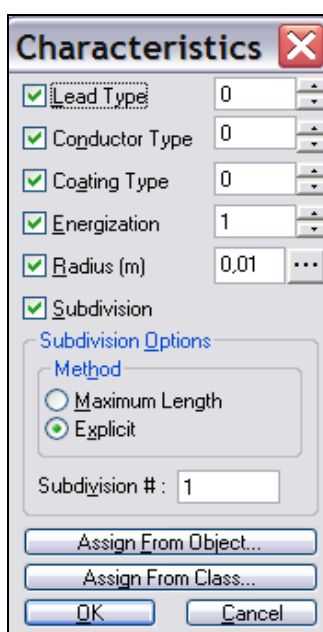 Characteristics
Lead Type 0
Conductor Type 0
Coating Type 0
Energization 1
Radius (m) 0,01 ...
Subdivision
Subdivision Options
Method
Maximum Length
Explicit
Subdivision # : 1
Assign From Object...
Assign From Class...
OK Cancel